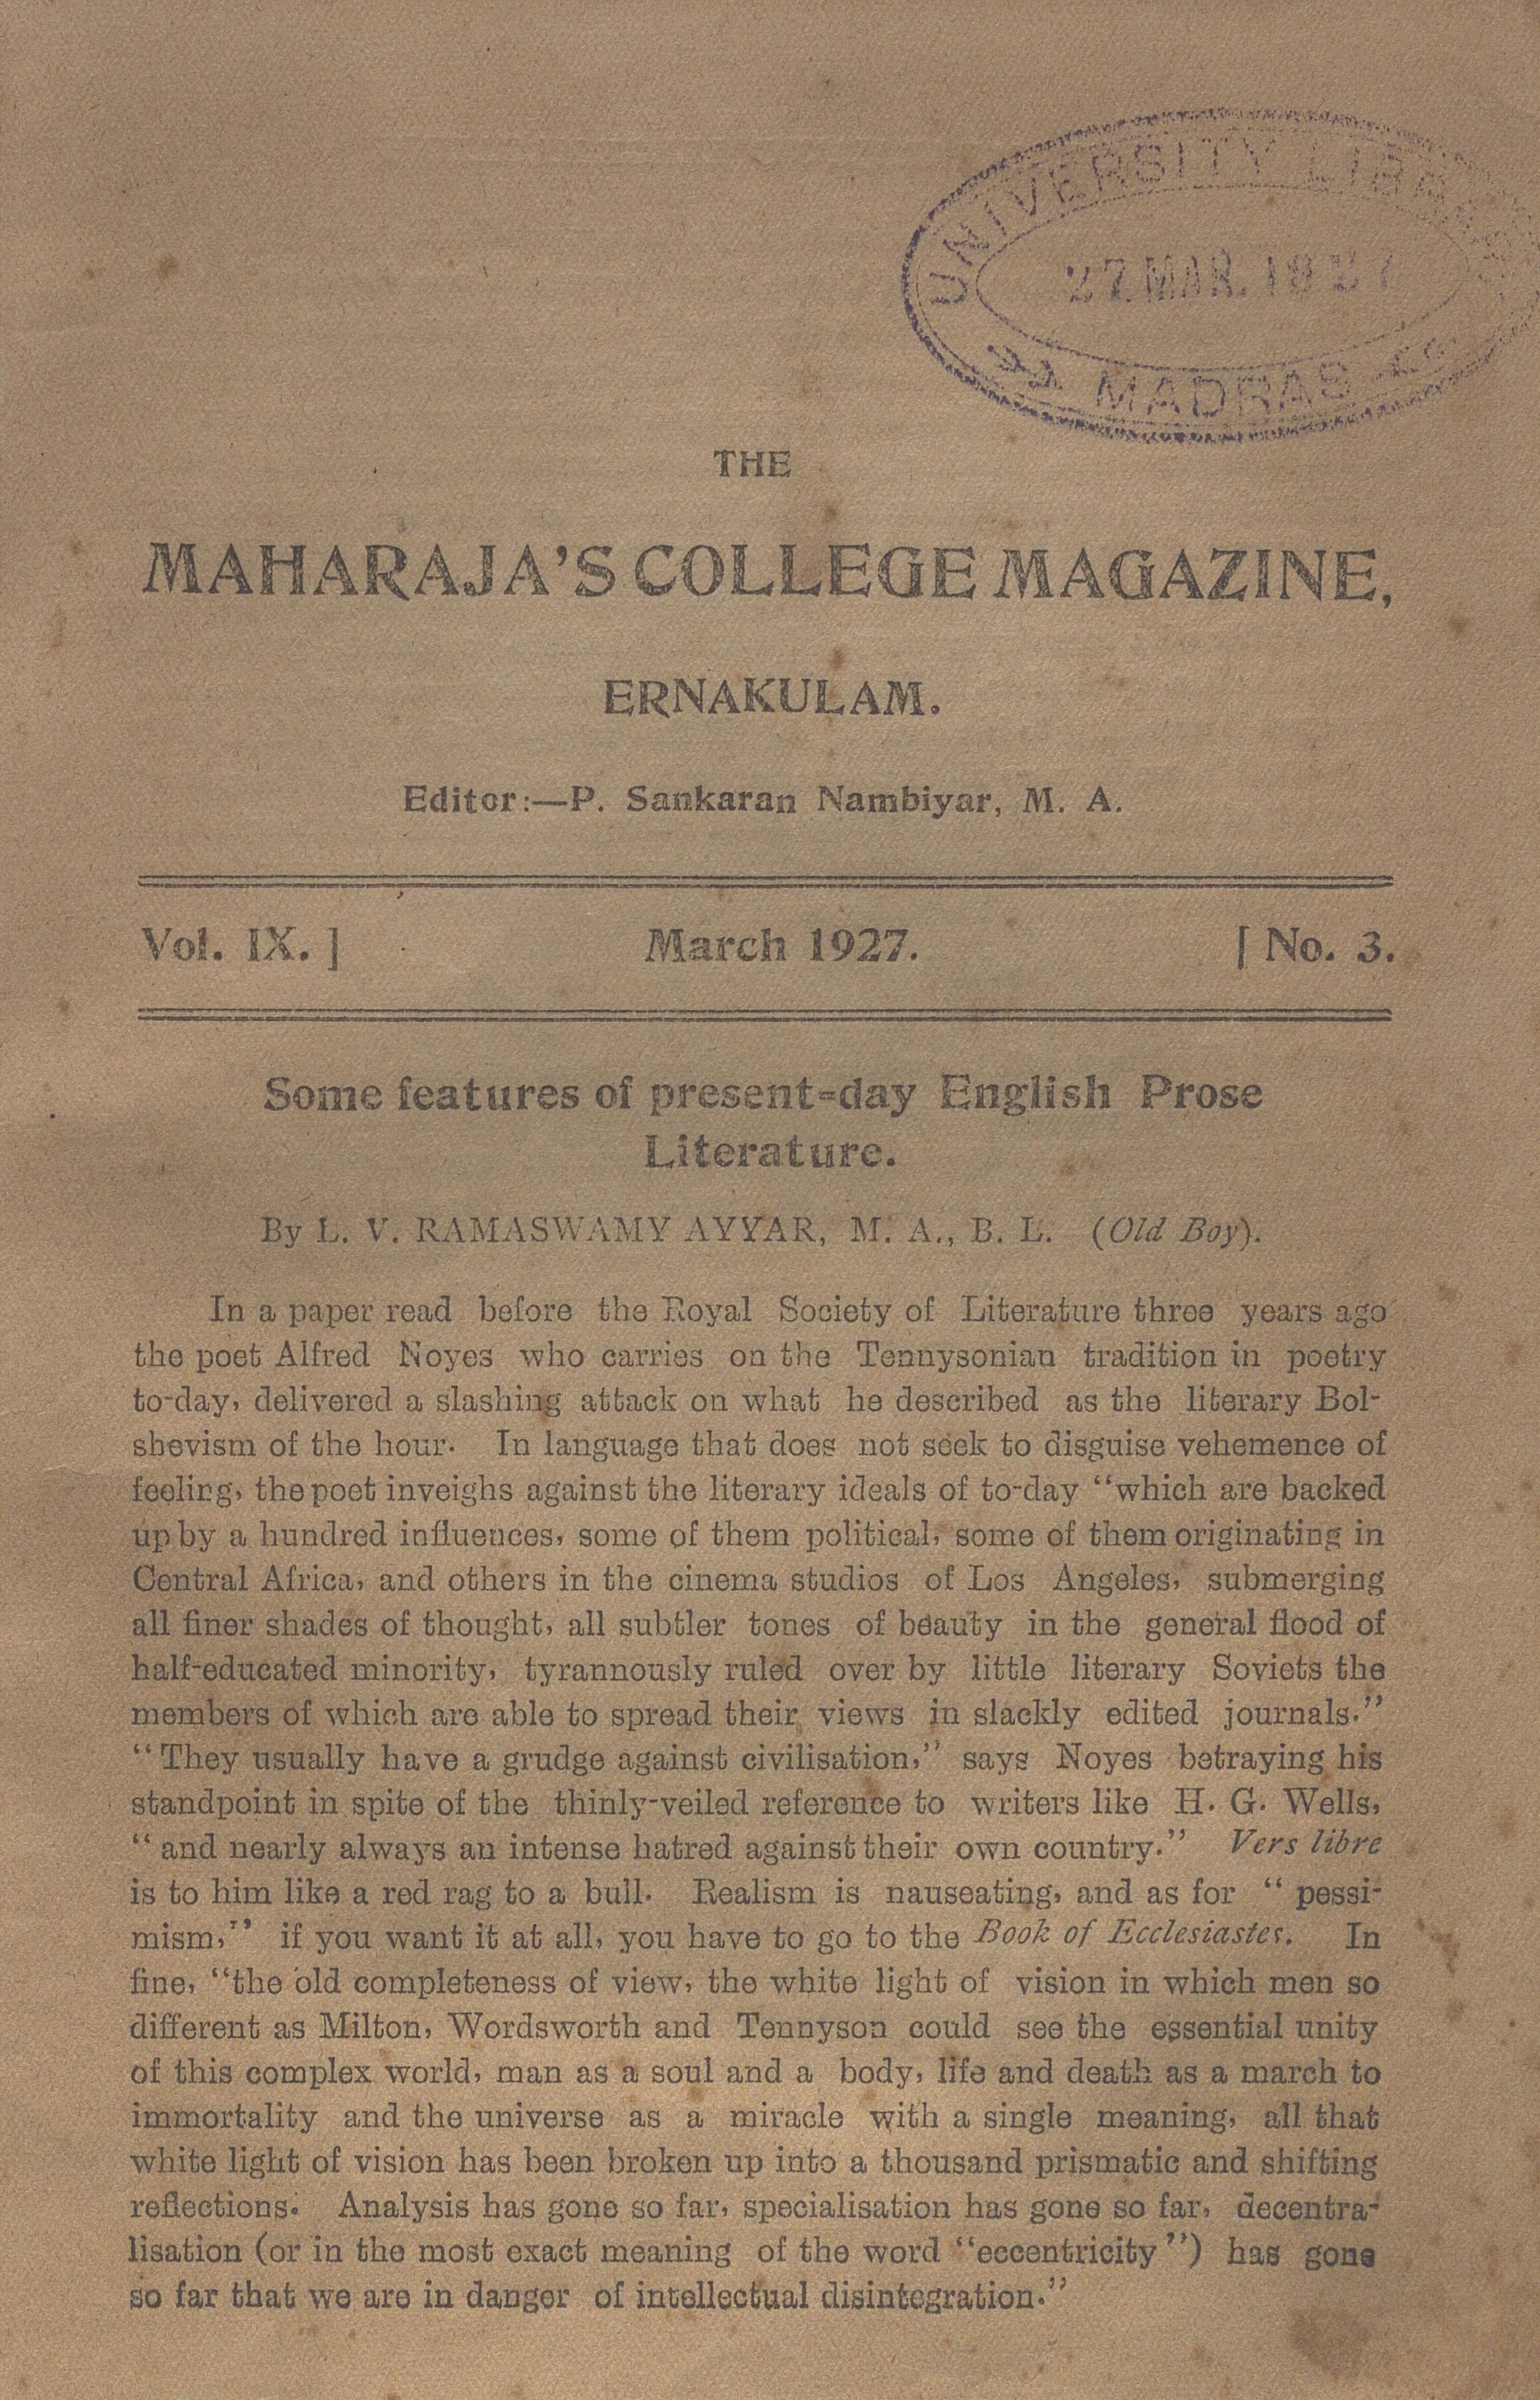 UNIVERSITY LIBRARY
27 MAR. 1927
MADRAS
THE
MAHARAJA'S COLLEGE MAGAZINE,
ERNAKULAM.
Editor:—P. Sankaran Nambiyar, M. A.
Vol. IX. ] March 1927. [ No. 3.
Some features of present-day English Prose
Literature.
By L. V. RAMASWAMY AYYAR, M. A., B. L. (Old Boy).
In a paper read before the Royal Society of Literature three years ago
the poet Alfred Noyes who carries on the Tennysonian tradition in poetry
to-day, delivered a slashing attack on what he described as the literary Bol-
shevism of the hour. In language that does not seek to disguise vehemence of
feeling, the poet inveighs against the literary ideals of to-day "which are backed
up by a hundred influences, some of them political, some of them originating in
Central Africa, and others in the cinema studios of Los Angeles, submerging
all finer shades of thought, all subtler tones of beauty in the general flood of
half-educated minority, tyrannously ruled over by little literary Soviets the
members of which are able to spread their views in slackly edited journals."
"They usually have a grudge against civilisation," says Noyes betraying his
standpoint in spite of the thinly-veiled reference to writers like H. G. Wells,
"and nearly always an intense hatred against their own country." Vers libre
is to him like a red rag to a bull. Realism is nauseating, and as for "pessi-
mism," if you want it at all, you have to go to the Book of Ecclesiastes. In
fine, "the old completeness of view, the white light of vision in which men so
different as Milton, Wordsworth and Tennyson could see the essential unity
of this complex world, man as a soul and a body, life and death as a march to
immortality and the universe as a miracle with a single meaning, all that
white light of vision has been broken up into a thousand prismatic and shifting
reflections. Analysis has gone so far, specialisation has gone so far, decentra-
lisation (or in the most exact meaning of the word "eccentricity") has gone
so far that we are in danger of intellectual disintegration."